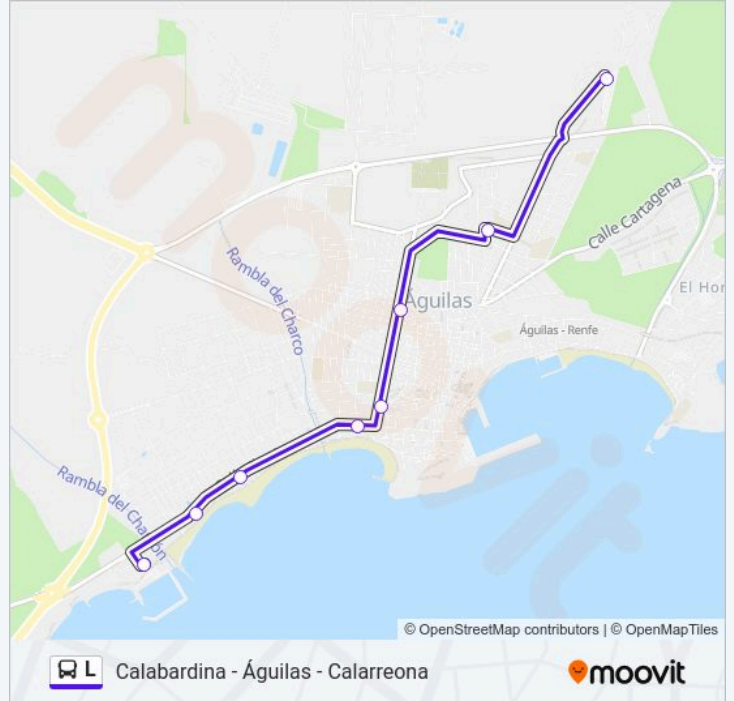 Calle Cartagena
Rambla del Charco
El Hor
Águilas
Águilas - Renfe
Rambla del Charcón
© OpenStreetMap contributors | © OpenMapTiles
L Calabardina - Águilas - Calarreona
moovit